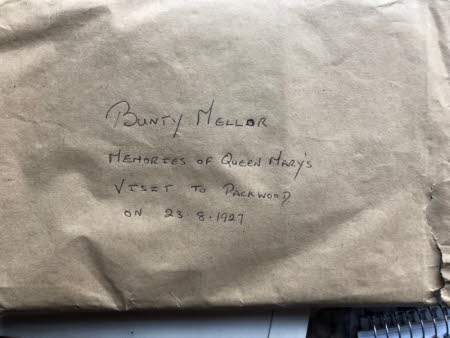 BUNTY MELLOR
MEMORIES OF QUEEN MARY'S
VISIT TO PACKWOOD
ON 23.8.1927